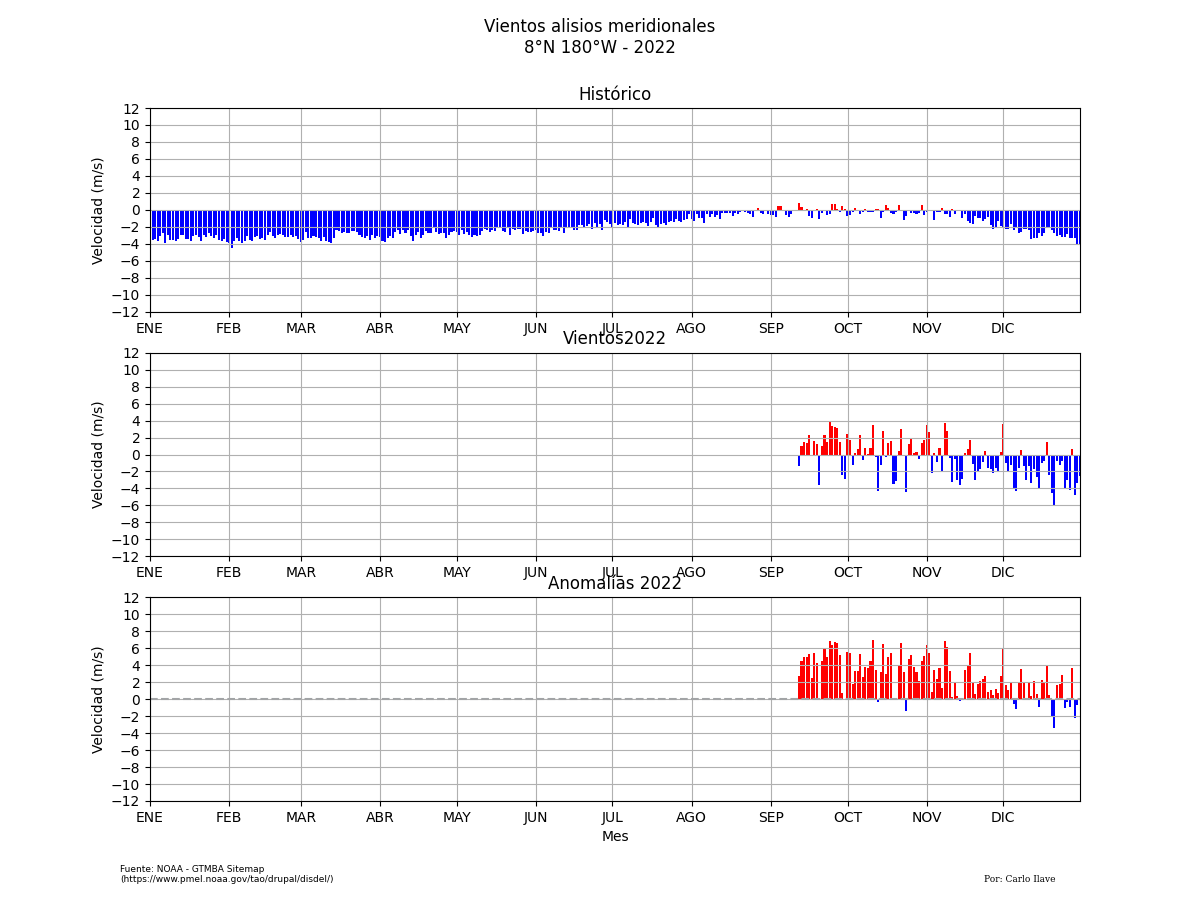 Vientos alisios meridionales
8°N 180°W - 2022
Histórico
12
10
8
6
4
2
0
−2
−4
−6
−8
−10
−12
Velocidad (m/s)
ENE FEB MAR ABR MAY JUN JUL AGO SEP OCT NOV DIC
Vientos2022
12
10
8
6
4
2
0
−2
−4
−6
−8
−10
−12
Velocidad (m/s)
ENE FEB MAR ABR MAY JUN JUL AGO SEP OCT NOV DIC
Anomalías 2022
12
10
8
6
4
2
0
−2
−4
−6
−8
−10
−12
Velocidad (m/s)
ENE FEB MAR ABR MAY JUN JUL AGO SEP OCT NOV DIC
Mes
Fuente: NOAA - GTMBA Sitemap
(https://www.pmel.noaa.gov/tao/drupal/disdel/)
Por: Carlo Ilave